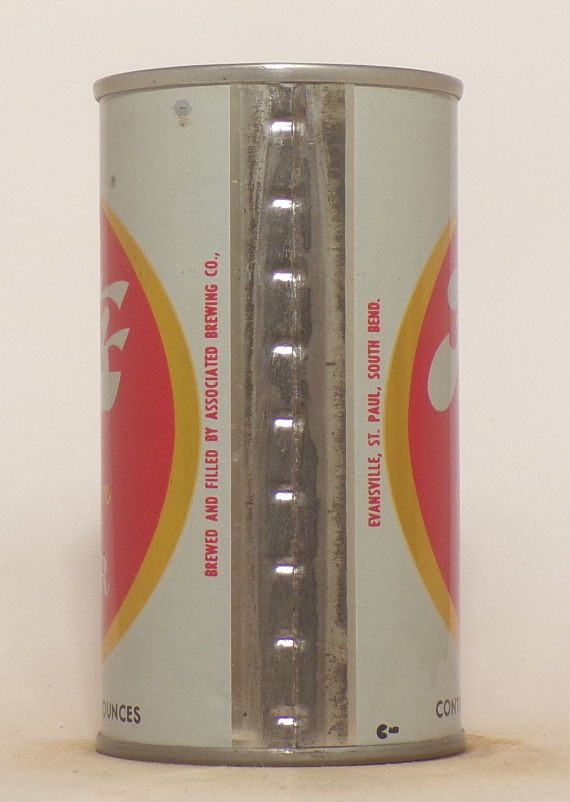 BREWED AND FILLED BY ASSOCIATED BREWING CO.,
EVANSVILLE, ST. PAUL, SOUTH BEND.
OUNCES
CONT